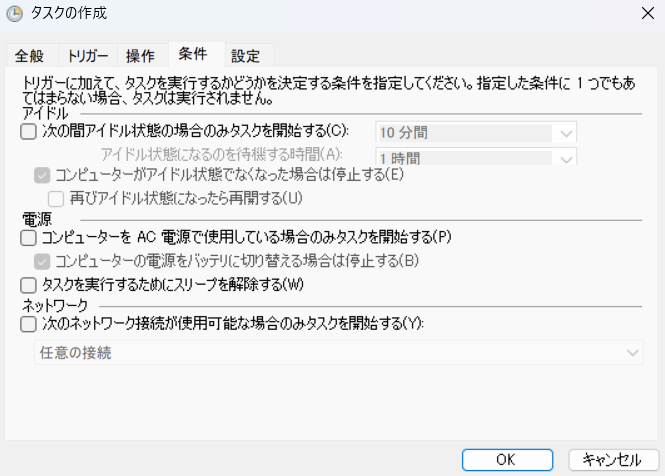 タスクの作成
全般 トリガー 操作 条件 設定
トリガーに加えて、タスクを実行するかどうかを決定する条件を指定してください。指定した条件に 1 つでもあ
てはまらない場合、タスクは実行されません。
アイドル
次の間アイドル状態の場合のみタスクを開始する(C): 10 分間
アイドル状態になるのを待機する時間(A): 1 時間
コンピューターがアイドル状態でなくなった場合は停止する(E)
再びアイドル状態になったら再開する(U)
電源
コンピューターを AC 電源で使用している場合のみタスクを開始する(P)
コンピューターの電源をバッテリに切り替える場合は停止する(B)
タスクを実行するためにスリープを解除する(W)
ネットワーク
次のネットワーク接続が使用可能な場合のみタスクを開始する(Y):
任意の接続
OK キャンセル